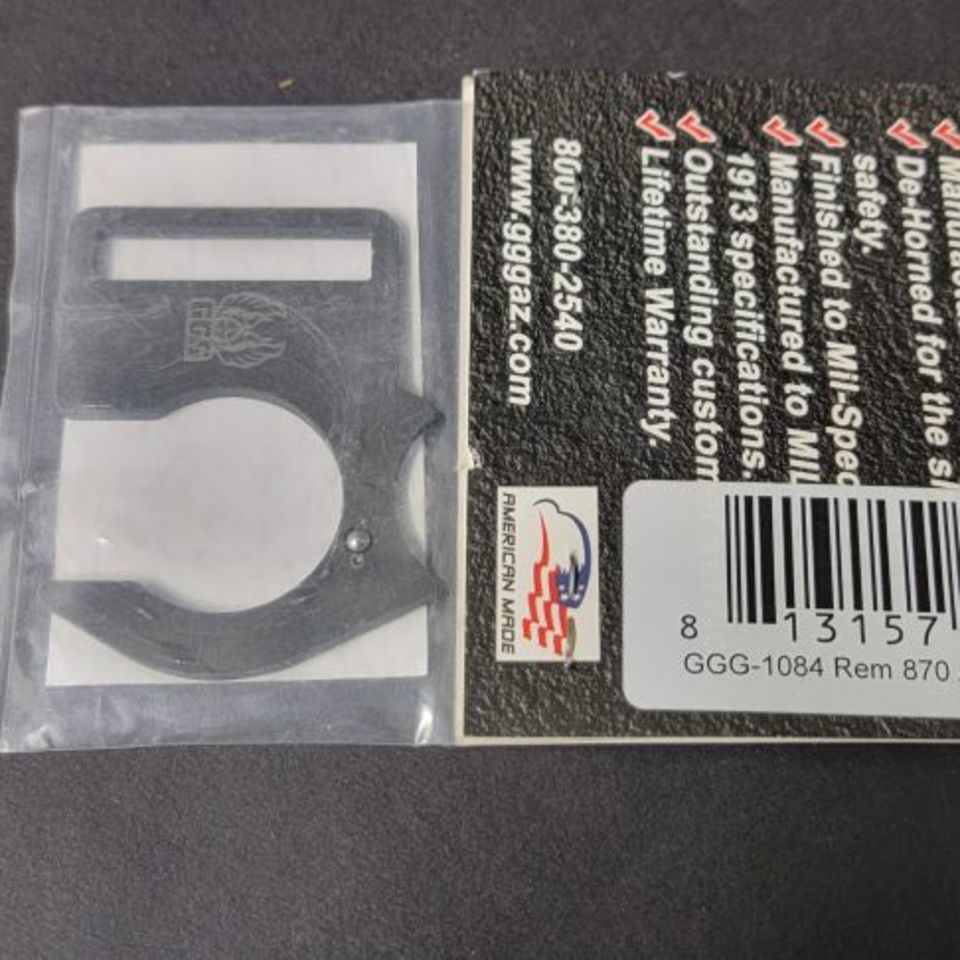 GGG
De-Horned for the
safety.
Finished to Mil-Spec
Manufactured to
1913 specifications.
Outstanding custom
Lifetime Warranty.
800-380-2540
www.gggaz.com
AMERICAN MADE
8 13157
GGG-1084 Rem 870